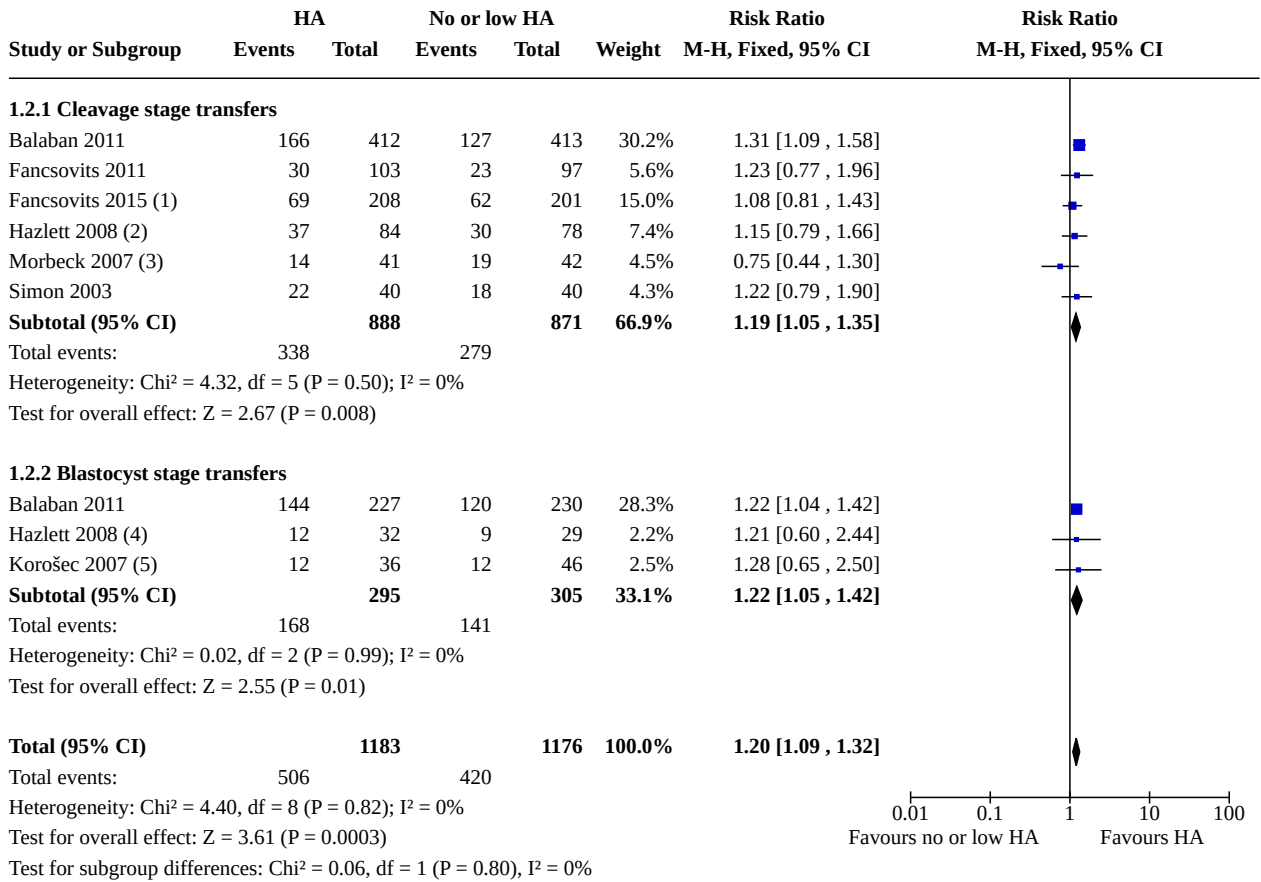 HA No or low HA Risk Ratio Risk Ratio
Study or Subgroup Events Total Events Total Weight M-H, Fixed, 95% CI M-H, Fixed, 95% CI
1.2.1 Cleavage stage transfers
Balaban 2011 166 412 127 413 30.2% 1.31 [1.09 , 1.58]
Fancsovits 2011 30 103 23 97 5.6% 1.23 [0.77 , 1.96]
Fancsovits 2015 (1) 69 208 62 201 15.0% 1.08 [0.81 , 1.43]
Hazlett 2008 (2) 37 84 30 78 7.4% 1.15 [0.79 , 1.66]
Morbeck 2007 (3) 14 41 19 42 4.5% 0.75 [0.44 , 1.30]
Simon 2003 22 40 18 40 4.3% 1.22 [0.79 , 1.90]
Subtotal (95% CI) 888 871 66.9% 1.19 [1.05 , 1.35]
Total events: 338 279
Heterogeneity: Chi² = 4.32, df = 5 (P = 0.50); I² = 0%
Test for overall effect: Z = 2.67 (P = 0.008)
1.2.2 Blastocyst stage transfers
Balaban 2011 144 227 120 230 28.3% 1.22 [1.04 , 1.42]
Hazlett 2008 (4) 12 32 9 29 2.2% 1.21 [0.60 , 2.44]
Korošec 2007 (5) 12 36 12 46 2.5% 1.28 [0.65 , 2.50]
Subtotal (95% CI) 295 305 33.1% 1.22 [1.05 , 1.42]
Total events: 168 141
Heterogeneity: Chi² = 0.02, df = 2 (P = 0.99); I² = 0%
Test for overall effect: Z = 2.55 (P = 0.01)
Total (95% CI) 1183 1176 100.0% 1.20 [1.09 , 1.32]
Total events: 506 420
Heterogeneity: Chi² = 4.40, df = 8 (P = 0.82); I² = 0%
0.01 0.1 1 10 100
Test for overall effect: Z = 3.61 (P = 0.0003)
Favours no or low HA Favours HA
Test for subgroup differences: Chi² = 0.06, df = 1 (P = 0.80), I² = 0%